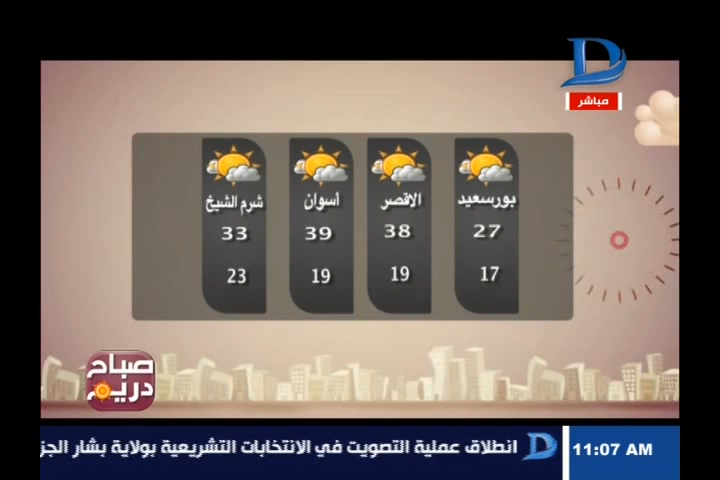 مباشر
بورسعيد
27
17
الاقصر
38
19
أسوان
39
19
شرم الشيخ
33
23
صباح
دريم
انطلاق عملية التصويت في الانتخابات التشريعية بولاية بشار الجز
11:07 AM